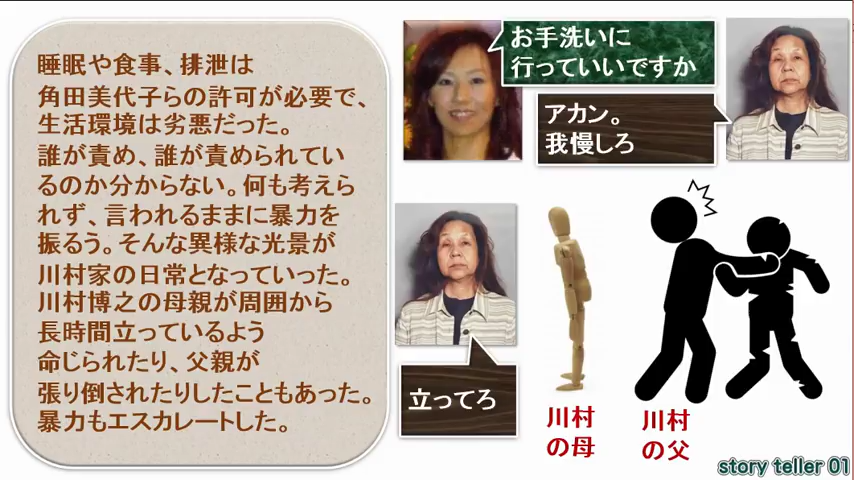 睡眠や食事、排泄は
角田美代子らの許可が必要で、
生活環境は劣悪だった。
誰が責め、誰が責められてい
るのか分からない。何も考えら
れず、言われるままに暴力を
振るう。そんな異様な光景が
川村家の日常となっていった。
川村博之の母親が周囲から
長時間立っているよう
命じられたり、父親が
張り倒されたりしたこともあった。
暴力もエスカレートした。
お手洗いに
行っていいですか
アカン。
我慢しろ
立ってろ
川村
の母
川村
の父
story teller 01